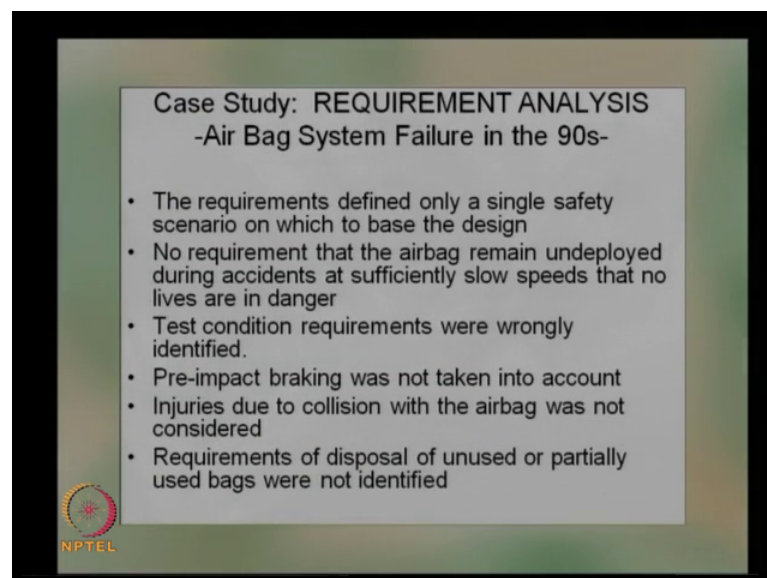 Case Study: REQUIREMENT ANALYSIS
-Air Bag System Failure in the 90s-
• The requirements defined only a single safety
scenario on which to base the design
• No requirement that the airbag remain undeployed
during accidents at sufficiently slow speeds that no
lives are in danger
• Test condition requirements were wrongly
identified.
• Pre-impact braking was not taken into account
• Injuries due to collision with the airbag was not
considered
• Requirements of disposal of unused or partially
used bags were not identified
NPTEL